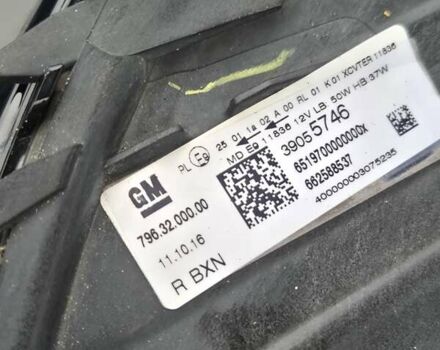 GM
PL E9 25 01 1a 02 A 00 RL 01 K 01 XCVTER 11836
MD E9 11836 12V LB: 50W HB:37W
39055746
651970000000X
662588537
400000003075235
796.32.000.00
11.10.16
R BXN